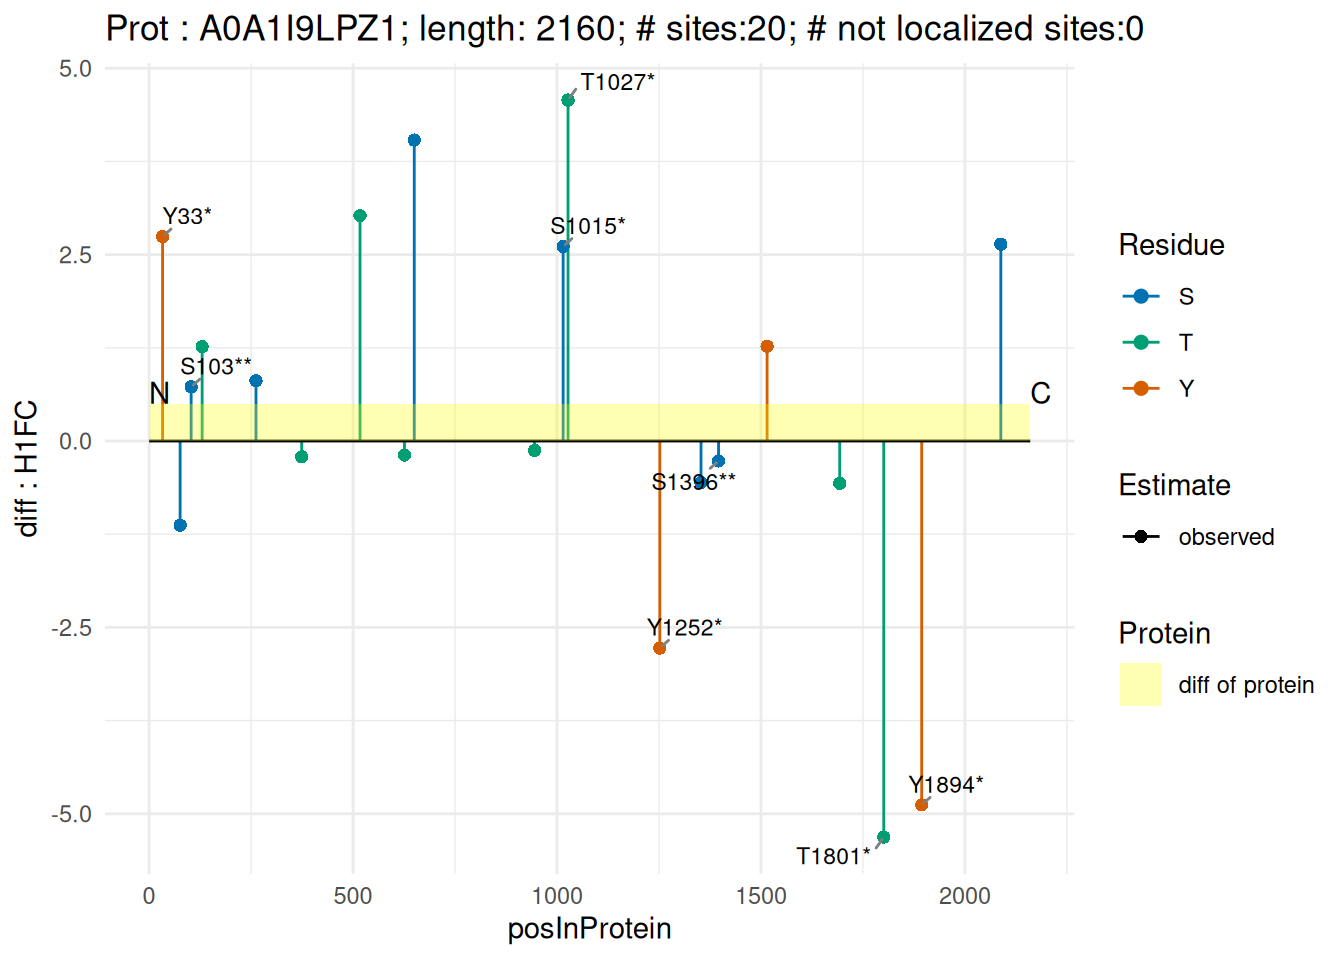 Prot : A0A1I9LPZ1; length: 2160; # sites:20; # not localized sites:0
5.0
2.5
0.0
-2.5
-5.0
diff : H1FC
T1027*
Y33*
S1015*
S103**
N
C
S1396**
Y1252*
Y1894*
T1801*
0
500
1000
1500
2000
posInProtein
Residue
S
T
Y
Estimate
observed
Protein
diff of protein